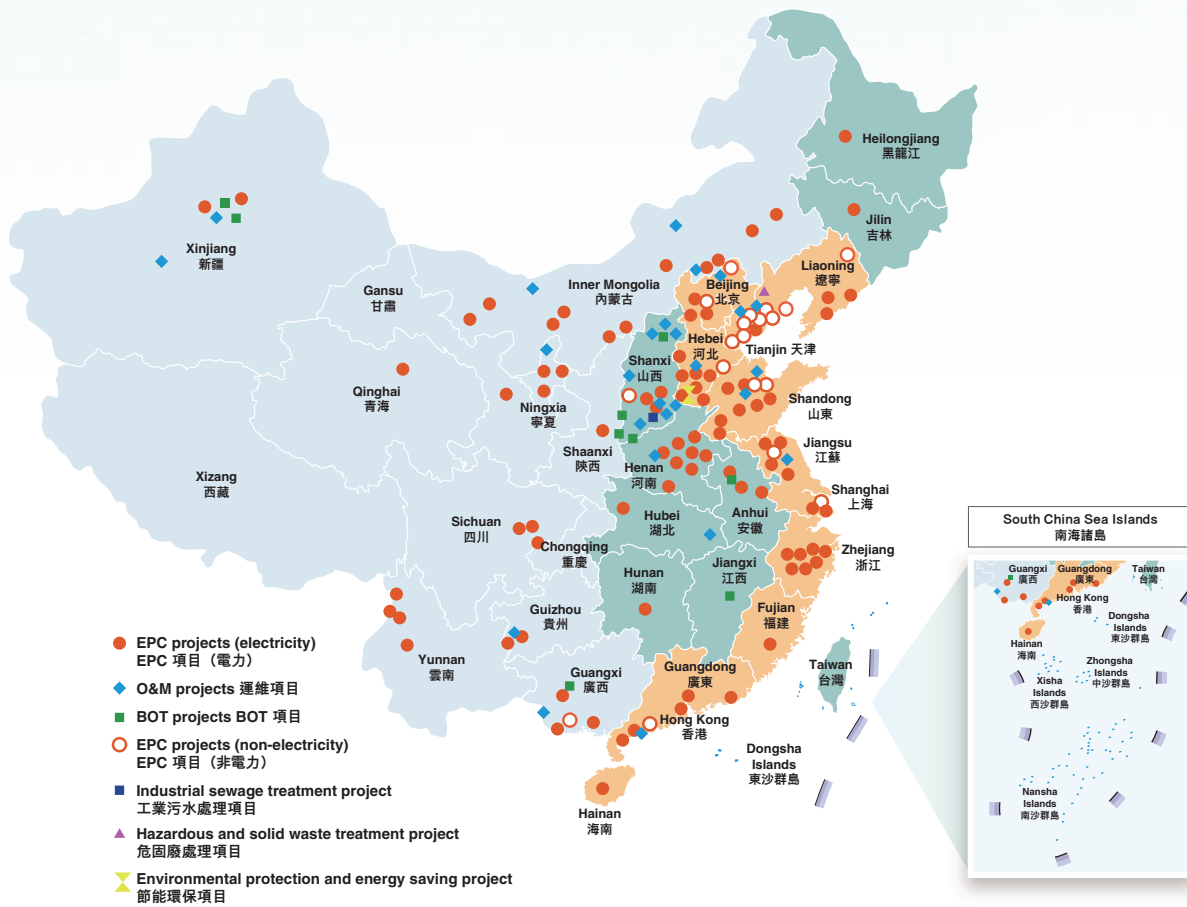 Heilongjiang
黑龍江
Jilin
吉林
Liaoning
遼寧
Xinjiang
新疆
Gansu
甘肅
Inner Mongolia
內蒙古
Beijing
北京
Hebei
河北
Tianjin 天津
Shanxi
山西
Qinghai
青海
Ningxia
寧夏
Shandong
山東
Shaanxi
陝西
Henan
河南
Jiangsu
江蘇
Xizang
西藏
Shanghai
上海
Anhui
安徽
Hubei
湖北
Sichuan
四川
Chongqing
重慶
Zhejiang
浙江
Jiangxi
江西
Hunan
湖南
Guizhou
貴州
Fujian
福建
Yunnan
雲南
Guangxi
廣西
Guangdong
廣東
Taiwan
台灣
Hong Kong
香港
Dongsha
Islands
東沙群島
Hainan
海南
EPC projects (electricity)
EPC 項目（電力）
O&M projects 運維項目
BOT projects BOT 項目
EPC projects (non-electricity)
EPC 項目（非電力）
Industrial sewage treatment project
工業污水處理項目
Hazardous and solid waste treatment project
危固廢處理項目
Environmental protection and energy saving project
節能環保項目
South China Sea Islands
南海諸島
Guangxi
廣西
Guangdong
廣東
Taiwan
台灣
Hong Kong
香港
Dongsha
Islands
東沙群島
Hainan
海南
Zhongsha
Islands
中沙群島
Xisha
Islands
西沙群島
Nansha
Islands
南沙群島